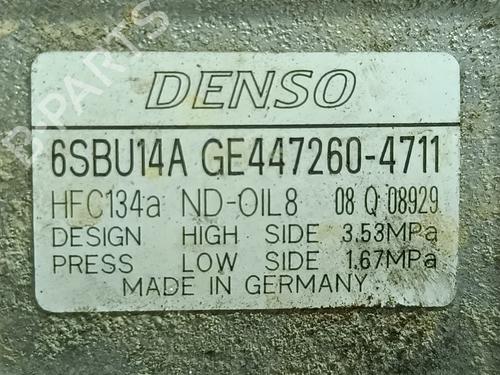 B-PARTS
DENSO
6SBU14A GE447260-4711
HFC134a ND-OIL8 08 Q 08929
DESIGN HIGH SIDE 3.53MPa
PRESS LOW SIDE 1.67MPa
MADE IN GERMANY